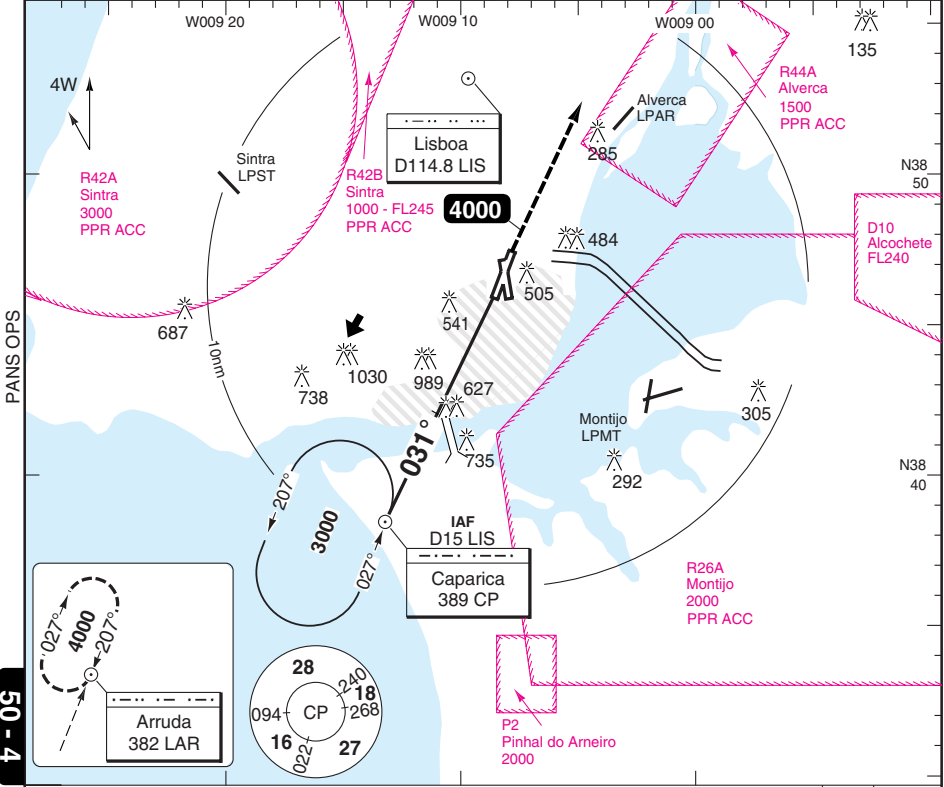 W009 20
W009 10
W009 00
135
4W
R44A
Alverca
1500
PPR ACC
Alverca
LPAR
285
Lisboa
D114.8 LIS
Sintra
LPST
R42A
Sintra
3000
PPR ACC
R42B
Sintra
1000 - FL245
PPR ACC
N38
50
4000
D10
Alcochete
FL240
484
505
541
687
PANS OPS
10nm
1030
989
738
627
305
Montijo
LPMT
735
292
031°
N38
40
207°
3000
027°
IAF
D15 LIS
Caparica
389 CP
R26A
Montijo
2000
PPR ACC
027°
4000
207°
Arruda
382 LAR
28
240
18
094
CP
268
16
022
27
P2
Pinhal do Arneiro
2000
50 - 4